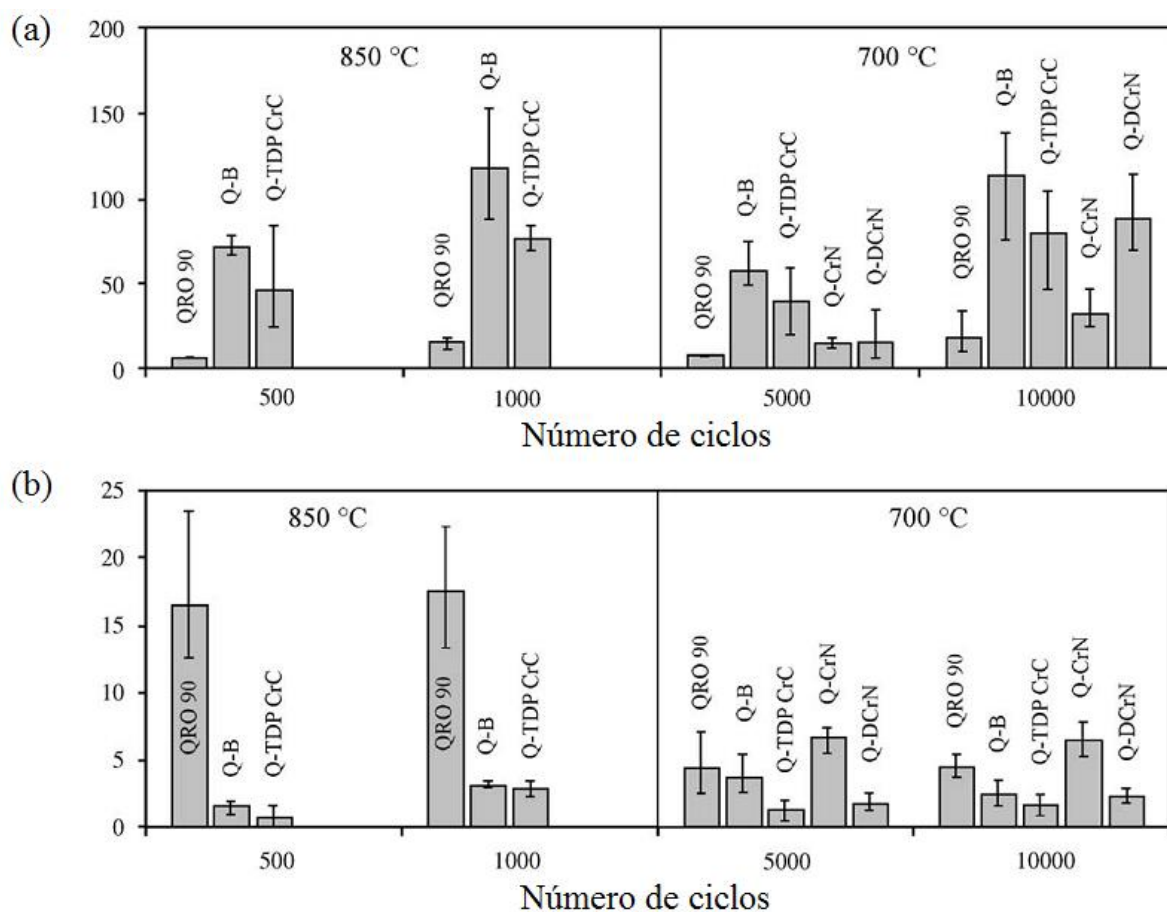 (a)
200
150
100
50
0
850 °C
700 °C
QRO 90
Q-B
Q-TDP CrC
QRO 90
Q-B
Q-TDP CrC
QRO 90
Q-B
Q-TDP CrC
Q-CrN
Q-DCrN
QRO 90
Q-B
Q-TDP CrC
Q-CrN
Q-DCrN
500
1000
5000
10000
Número de ciclos
(b)
25
20
15
10
5
0
850 °C
700 °C
QRO 90
Q-B
Q-TDP CrC
QRO 90
Q-B
Q-TDP CrC
QRO 90
Q-B
Q-TDP CrC
Q-CrN
Q-DCrN
QRO 90
Q-B
Q-TDP CrC
Q-CrN
Q-DCrN
500
1000
5000
10000
Número de ciclos